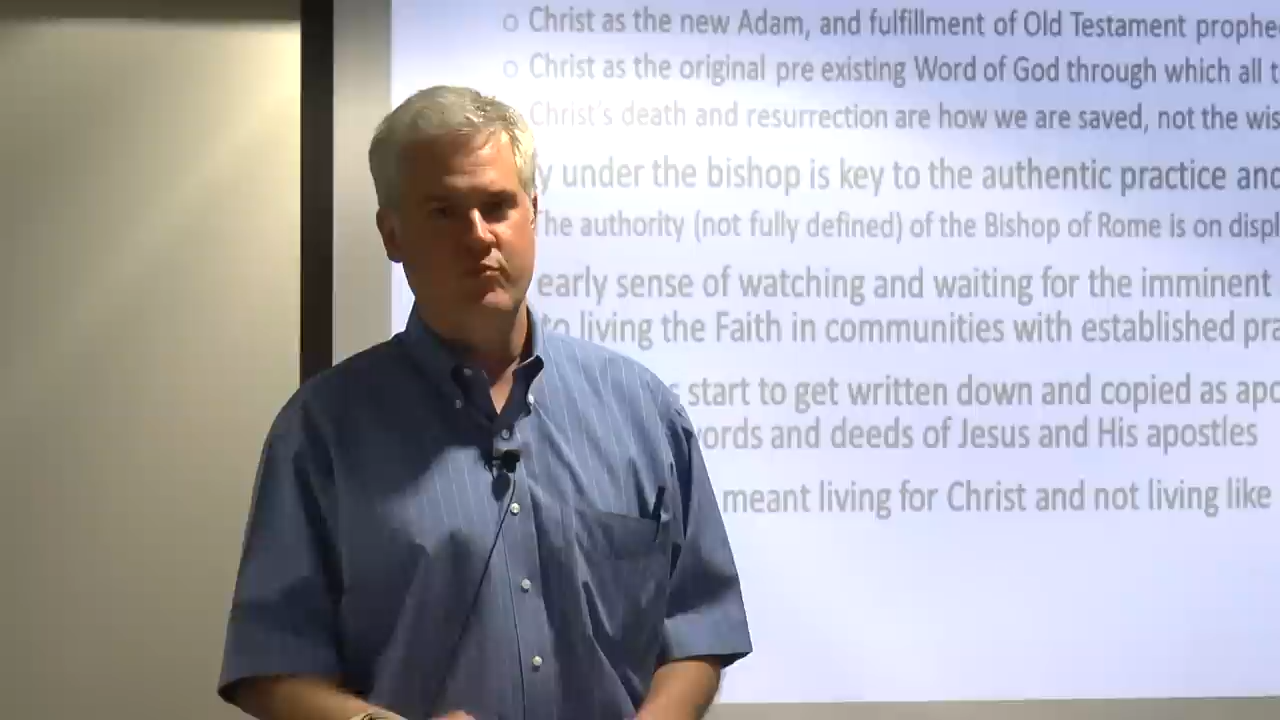 o Christ as the new Adam, and fulfillment of Old Testament prophe
o Christ as the original pre existing Word of God through which all t
Christ's death and resurrection are how we are saved, not the wis
y under the bishop is key to the authentic practice and
The authority (not fully defined) of the Bishop of Rome is on displ
early sense of watching and waiting for the imminent
to living the Faith in communities with established pra
start to get written down and copied as apo
words and deeds of Jesus and His apostles
meant living for Christ and not living like